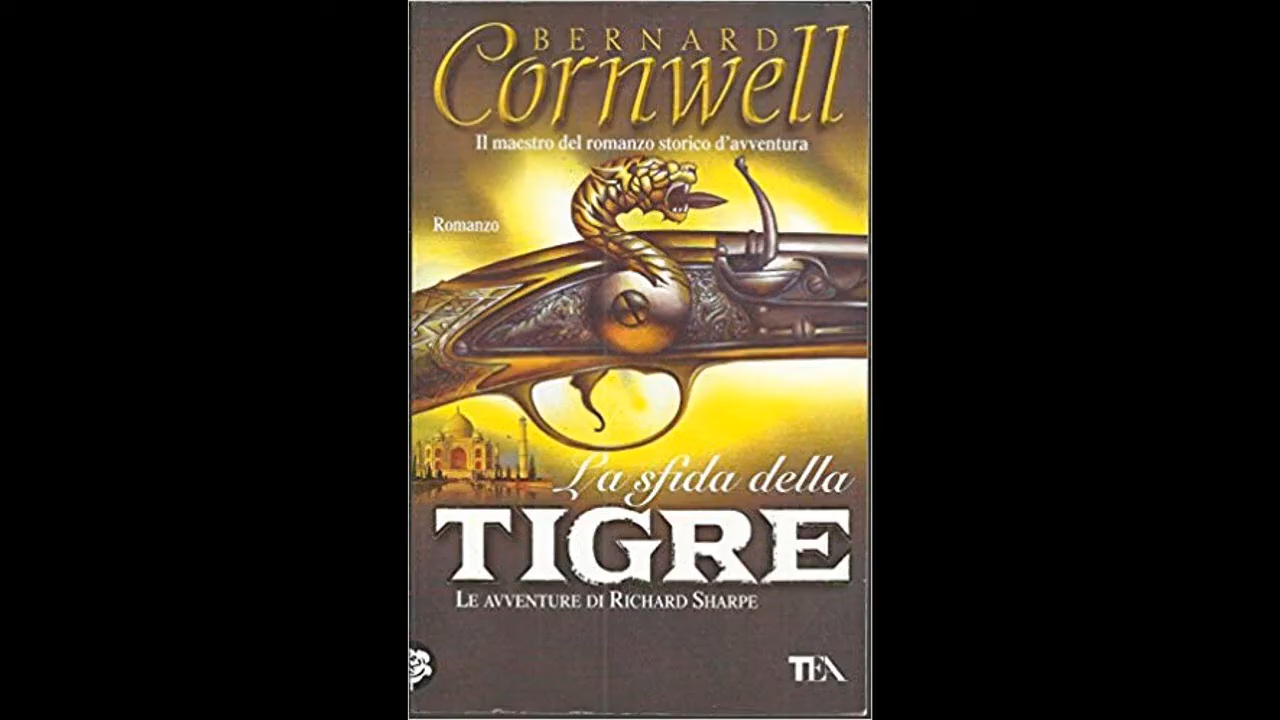 BERNARD
Cornwell
Il maestro del romanzo storico d'avventura
Romanzo
La sfida della
TIGRE
LE AVVENTURE DI RICHARD SHARPE
TEA